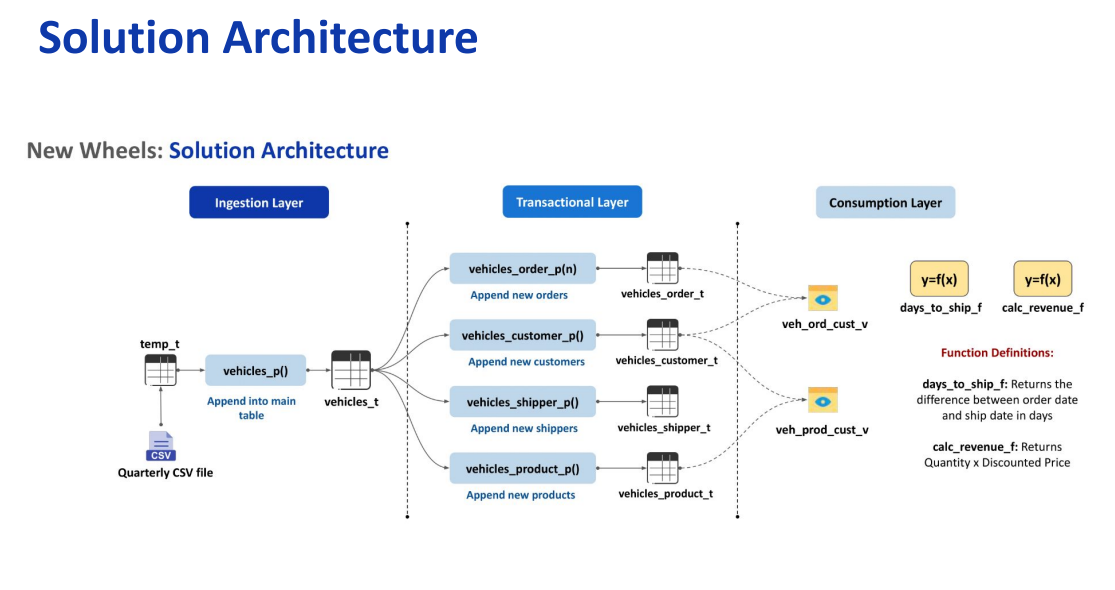 Solution Architecture
New Wheels: Solution Architecture
Ingestion Layer
Transactional Layer
Consumption Layer
temp_t
vehicles_p()
Append into main
table
vehicles_t
CSV
Quarterly CSV file
vehicles_order_p(n)
Append new orders
vehicles_order_t
vehicles_customer_p()
Append new customers
vehicles_customer_t
vehicles_shipper_p()
Append new shippers
vehicles_shipper_t
vehicles_product_p()
Append new products
vehicles_product_t
veh_ord_cust_v
veh_prod_cust_v
y=f(x)
days_to_ship_f
y=f(x)
calc_revenue_f
Function Definitions:
days_to_ship_f: Returns the
difference between order date
and ship date in days
calc_revenue_f: Returns
Quantity x Discounted Price